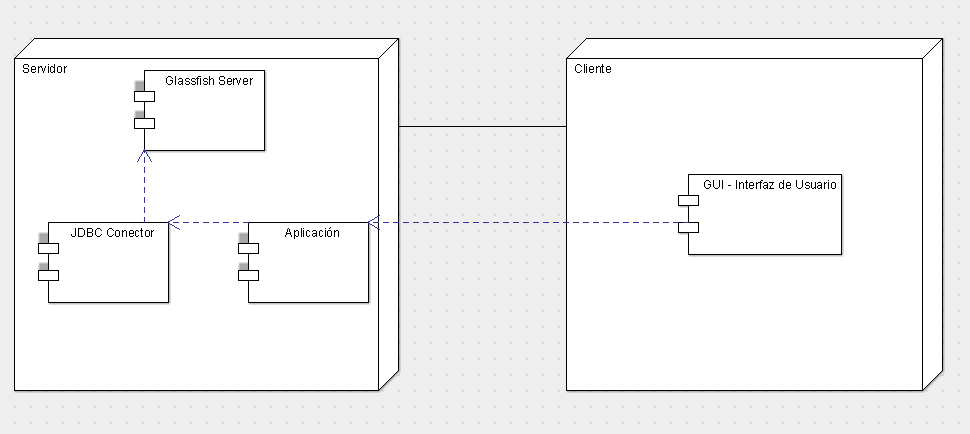 Servidor
Glassfish Server
JDBC Conector
Aplicación
Cliente
GUI - Interfaz de Usuario